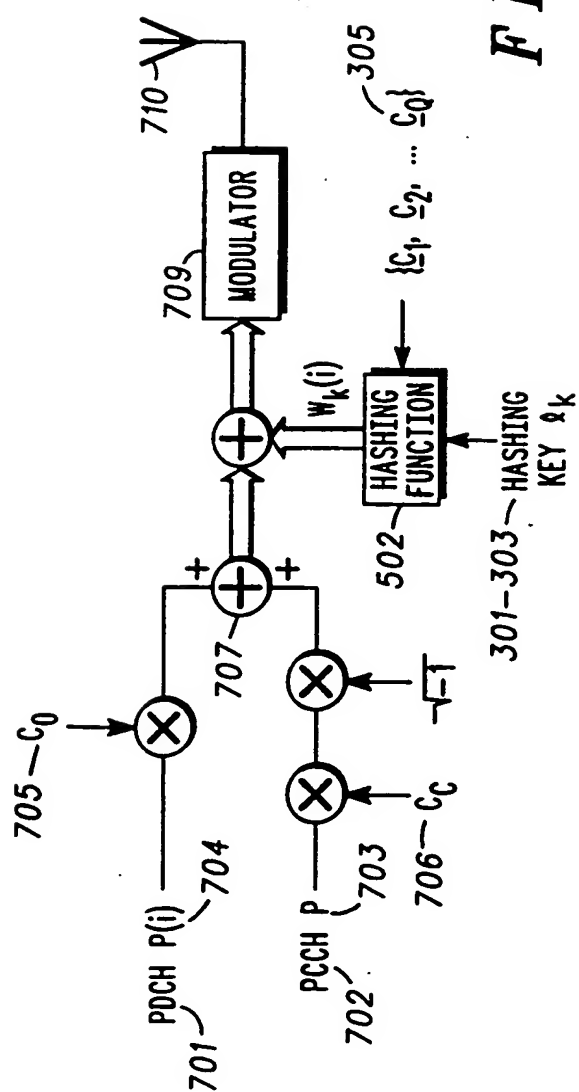 710
705 C0
709
MODULATOR
PDCH P(i)
701
704
+
707
+
Wk(i)
PCCH P
702
703
706 CC
√-1
HASHING
FUNCTION
502
{C1, C2, ... CQ}
305
301-303 HASHING
KEY ℓk